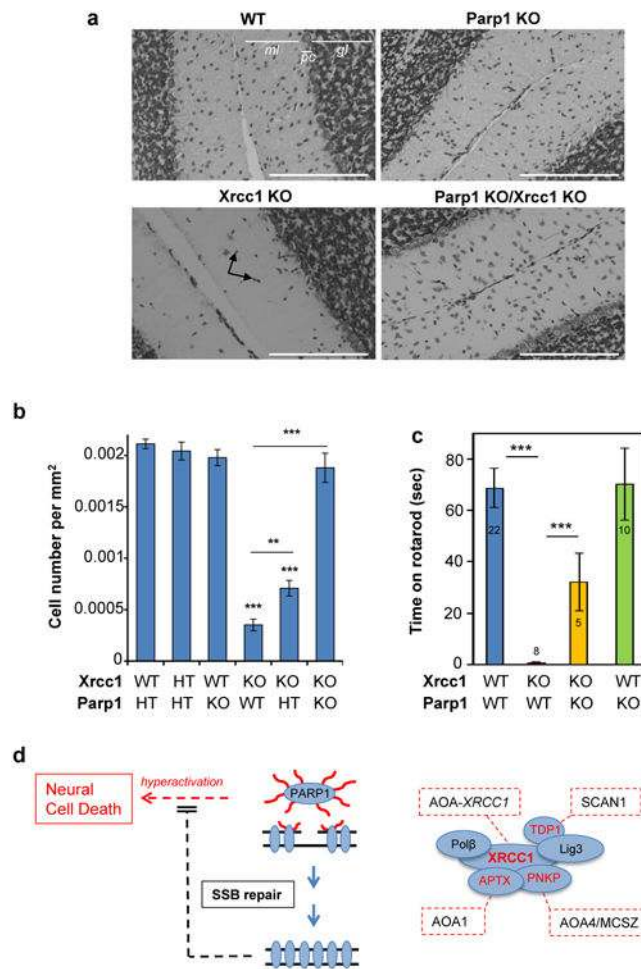 a
WT
Parp1 KO
ml
pc
gl
Xrcc1 KO
Parp1 KO/Xrcc1 KO
b
Cell number per mm²
0.002
0.0015
0.001
0.0005
0
***
**
***
***
Xrcc1 WT HT WT KO KO KO
Parp1 HT HT KO WT HT KO
c
Time on rotarod (sec)
80
60
40
20
0
***
***
22
8
5
10
Xrcc1 WT KO KO WT
Parp1 WT WT KO KO
d
Neural
Cell Death
hyperactivation
PARP1
SSB repair
AOA-XRCC1
SCAN1
TDP1
Polβ
XRCC1
Lig3
APTX
PNKP
AOA1
AOA4/MCSZ